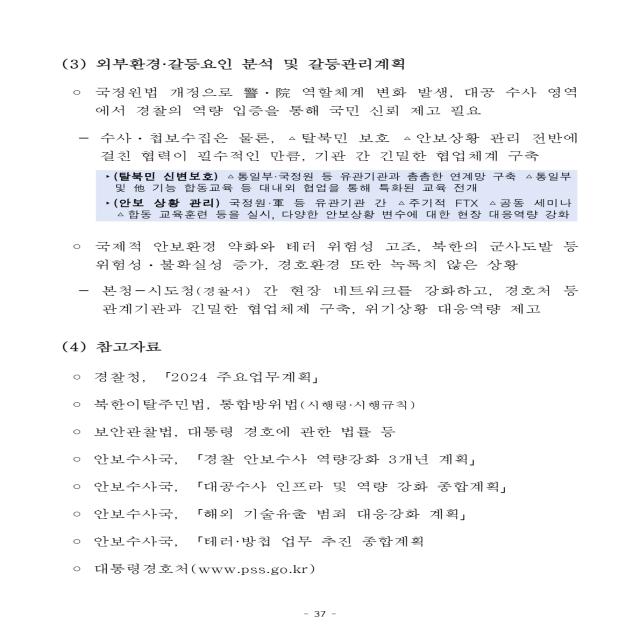 (3) 외부환경·갈등요인 분석 및 갈등관리계획
○ 국정원법 개정으로 警·院 역할체계 변화 발생, 대공 수사 영역
에서 경찰의 역량 입증을 통해 국민 신뢰 제고 필요
- 수사·첩보수집은 물론, △탈북민 보호 △안보상황 관리 전반에
걸친 협력이 필수적인 만큼, 기관 간 긴밀한 협업체계 구축
‣(탈북민 신변보호) △통일부·국정원 등 유관기관과 촘촘한 연계망 구축 △통일부
및 他 기능 합동교육 등 대내외 협업을 통해 특화된 교육 전개
‣(안보 상황 관리) 국정원·軍 등 유관기관 간 △주기적 FTX △공동 세미나
△합동 교육훈련 등을 실시, 다양한 안보상황 변수에 대한 현장 대응역량 강화
○ 국제적 안보환경 약화와 테러 위험성 고조, 북한의 군사도발 등
위험성·불확실성 증가, 경호환경 또한 녹록치 않은 상황
- 본청-시도청(경찰서) 간 현장 네트워크를 강화하고, 경호처 등
관계기관과 긴밀한 협업체제 구축, 위기상황 대응역량 제고
(4) 참고자료
○ 경찰청, 「2024 주요업무계획」
○ 북한이탈주민법, 통합방위법(시행령·시행규칙)
○ 보안관찰법, 대통령 경호에 관한 법률 등
○ 안보수사국, 「경찰 안보수사 역량강화 3개년 계획」
○ 안보수사국, 「대공수사 인프라 및 역량 강화 종합계획」
○ 안보수사국, 「해외 기술유출 범죄 대응강화 계획」
○ 안보수사국, 「테러·방첩 업무 추진 종합계획
○ 대통령경호처(www.pss.go.kr)
- 37 -